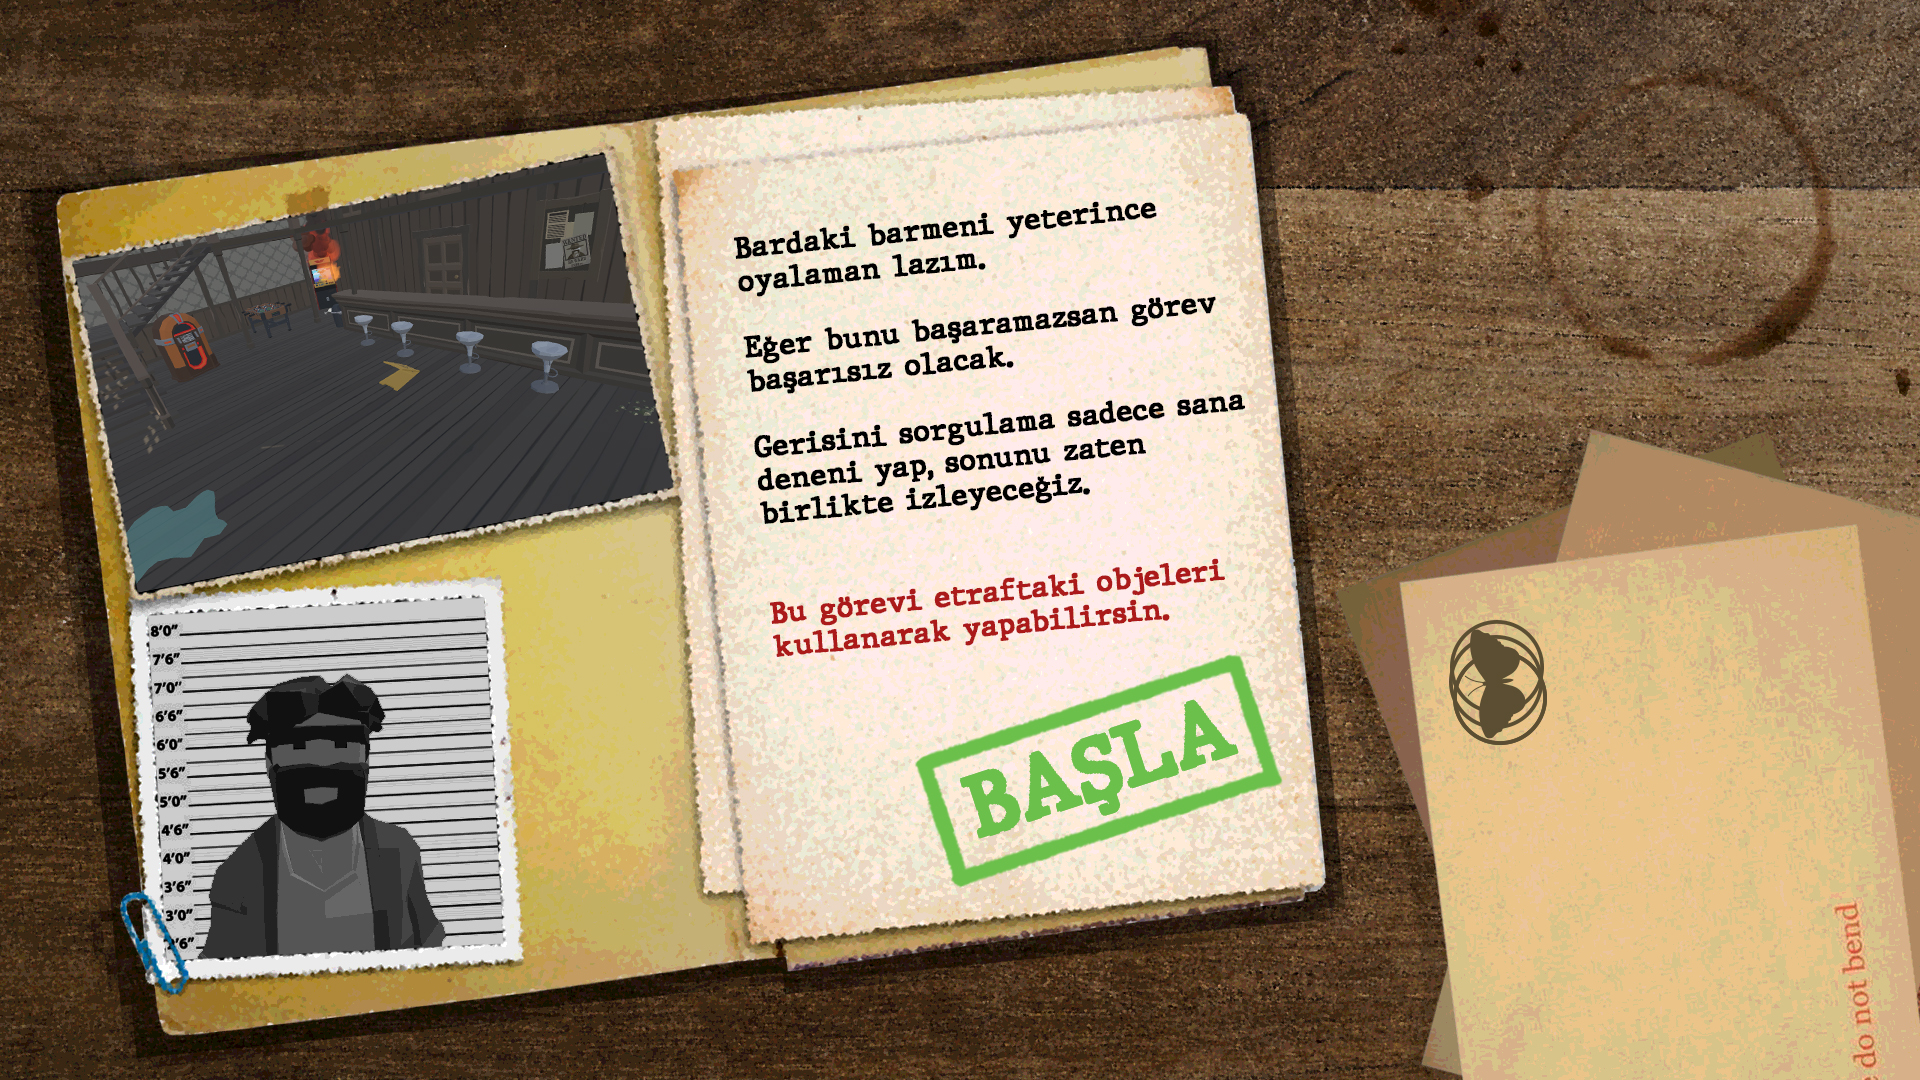 Bardaki barmeni yeterince
oyalaman lazım.
Eğer bunu başaramazsan görev
başarısız olacak.
Gerisini sorgulama sadece sana
deneni yap, sonunu zaten
birlikte izleyeceğiz.
Bu görevi etraftaki objeleri
kullanarak yapabilirsin.
BAŞLA
WANTED
8'0"
7'6"
7'0"
6'6"
6'0"
5'6"
5'0"
4'6"
4'0"
3'6"
3'0"
'6"
do not bend